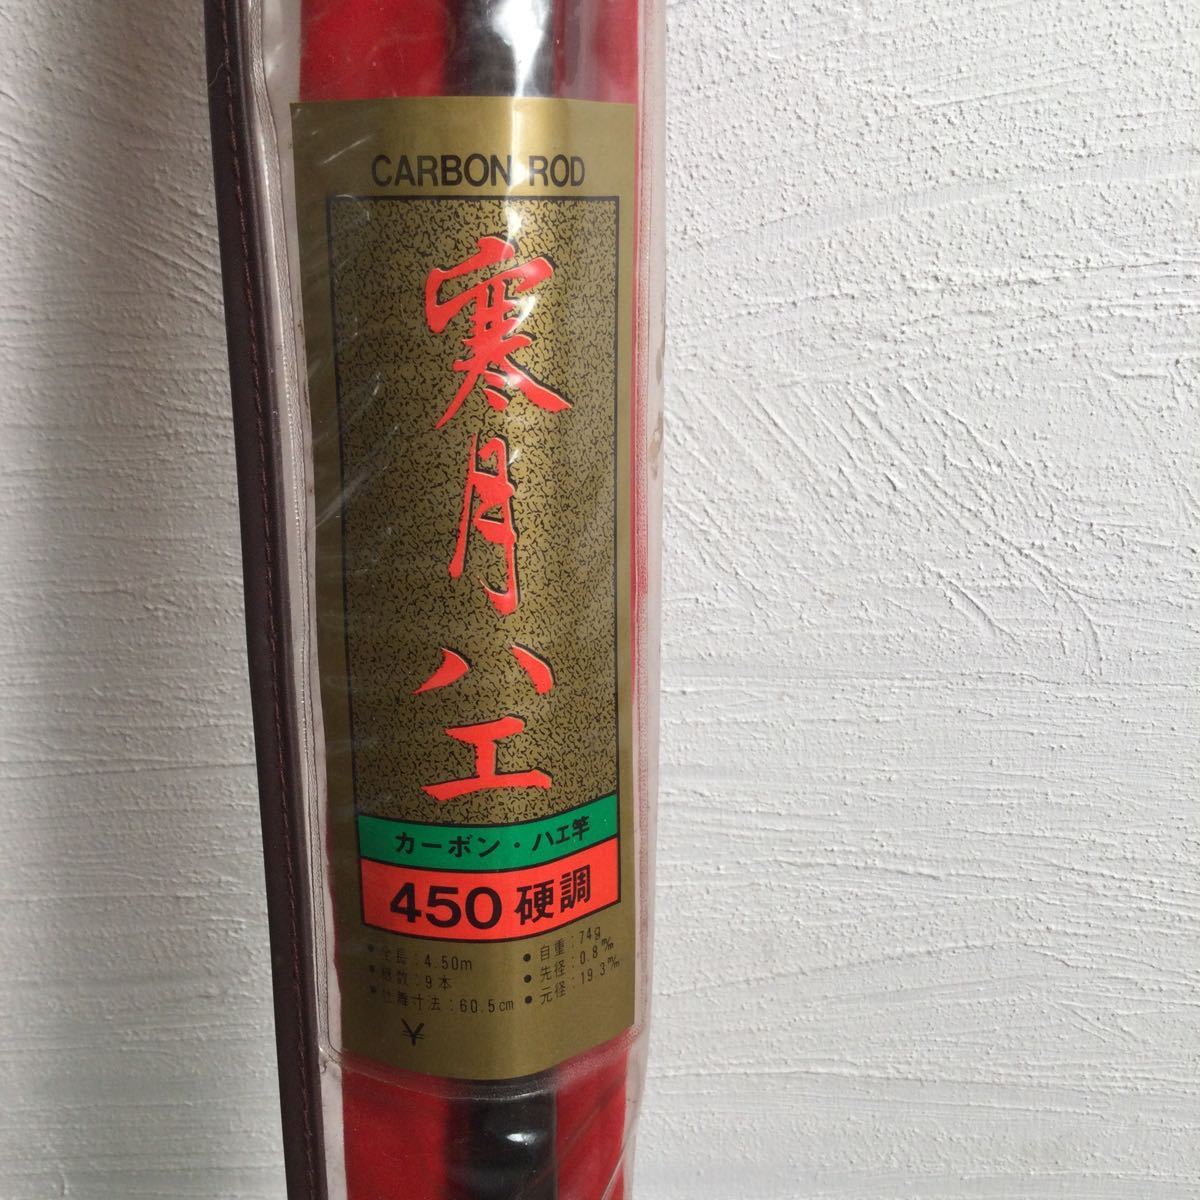 CARBON ROD
寒月ハエ
カーボン・ハエ竿
450硬調
●全長:4.50m
●継数:9本
●仕舞寸法:60.5cm
●自重:74g
●先径:0.8m/m
●元径:19.3m/m
¥